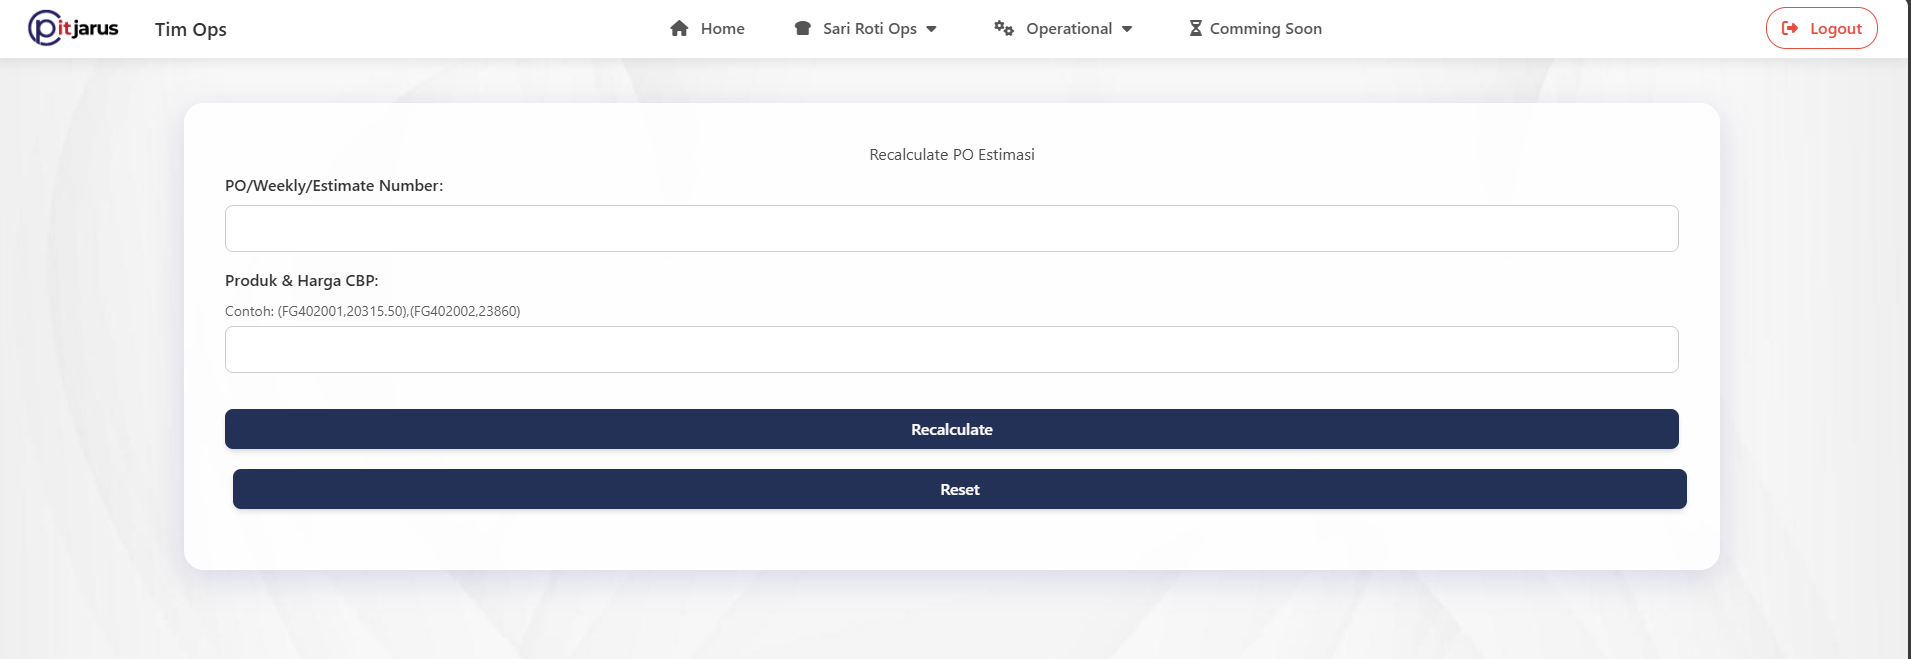 pitjarus
Tim Ops
Home
Sari Roti Ops
Operational
Comming Soon
Logout
Recalculate PO Estimasi
PO/Weekly/Estimate Number:
Produk & Harga CBP:
Contoh: (FG402001,20315.50),(FG402002,23860)
Recalculate
Reset